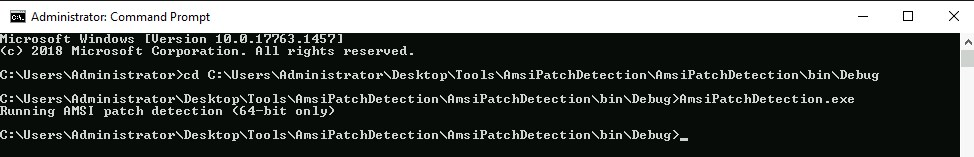 Administrator: Command Prompt
Microsoft Windows [Version 10.0.17763.1457]
(c) 2018 Microsoft Corporation. All rights reserved.
C:\Users\Administrator>cd C:\Users\Administrator\Desktop\Tools\AmsiPatchDetection\AmsiPatchDetection\bin\Debug
C:\Users\Administrator\Desktop\Tools\AmsiPatchDetection\AmsiPatchDetection\bin\Debug>AmsiPatchDetection.exe
Running AMSI patch detection (64-bit only)
C:\Users\Administrator\Desktop\Tools\AmsiPatchDetection\AmsiPatchDetection\bin\Debug>_